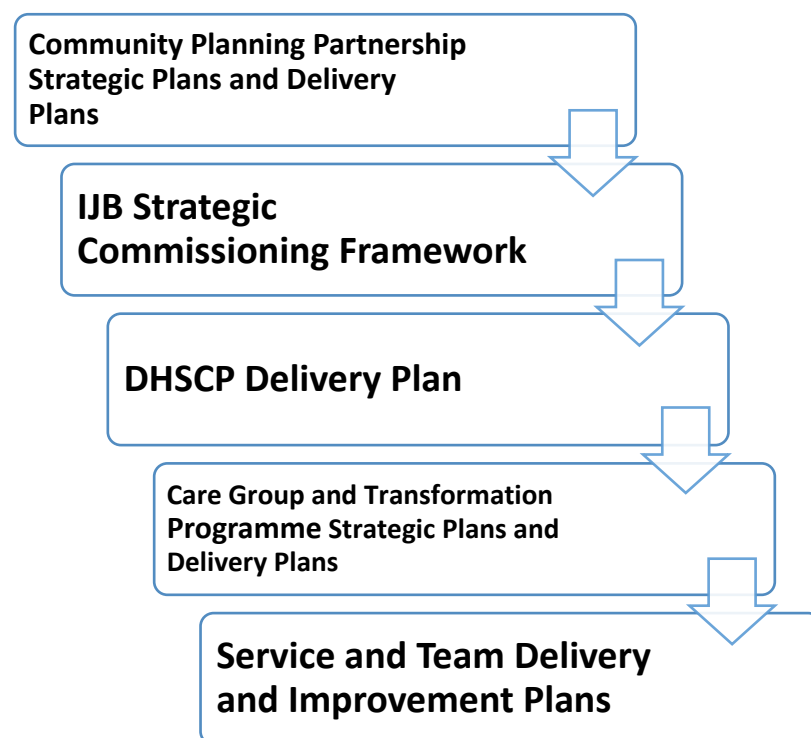 Community Planning Partnership
Strategic Plans and Delivery
Plans
IJB Strategic
Commissioning Framework
DHSCP Delivery Plan
Care Group and Transformation
Programme Strategic Plans and
Delivery Plans
Service and Team Delivery
and Improvement Plans